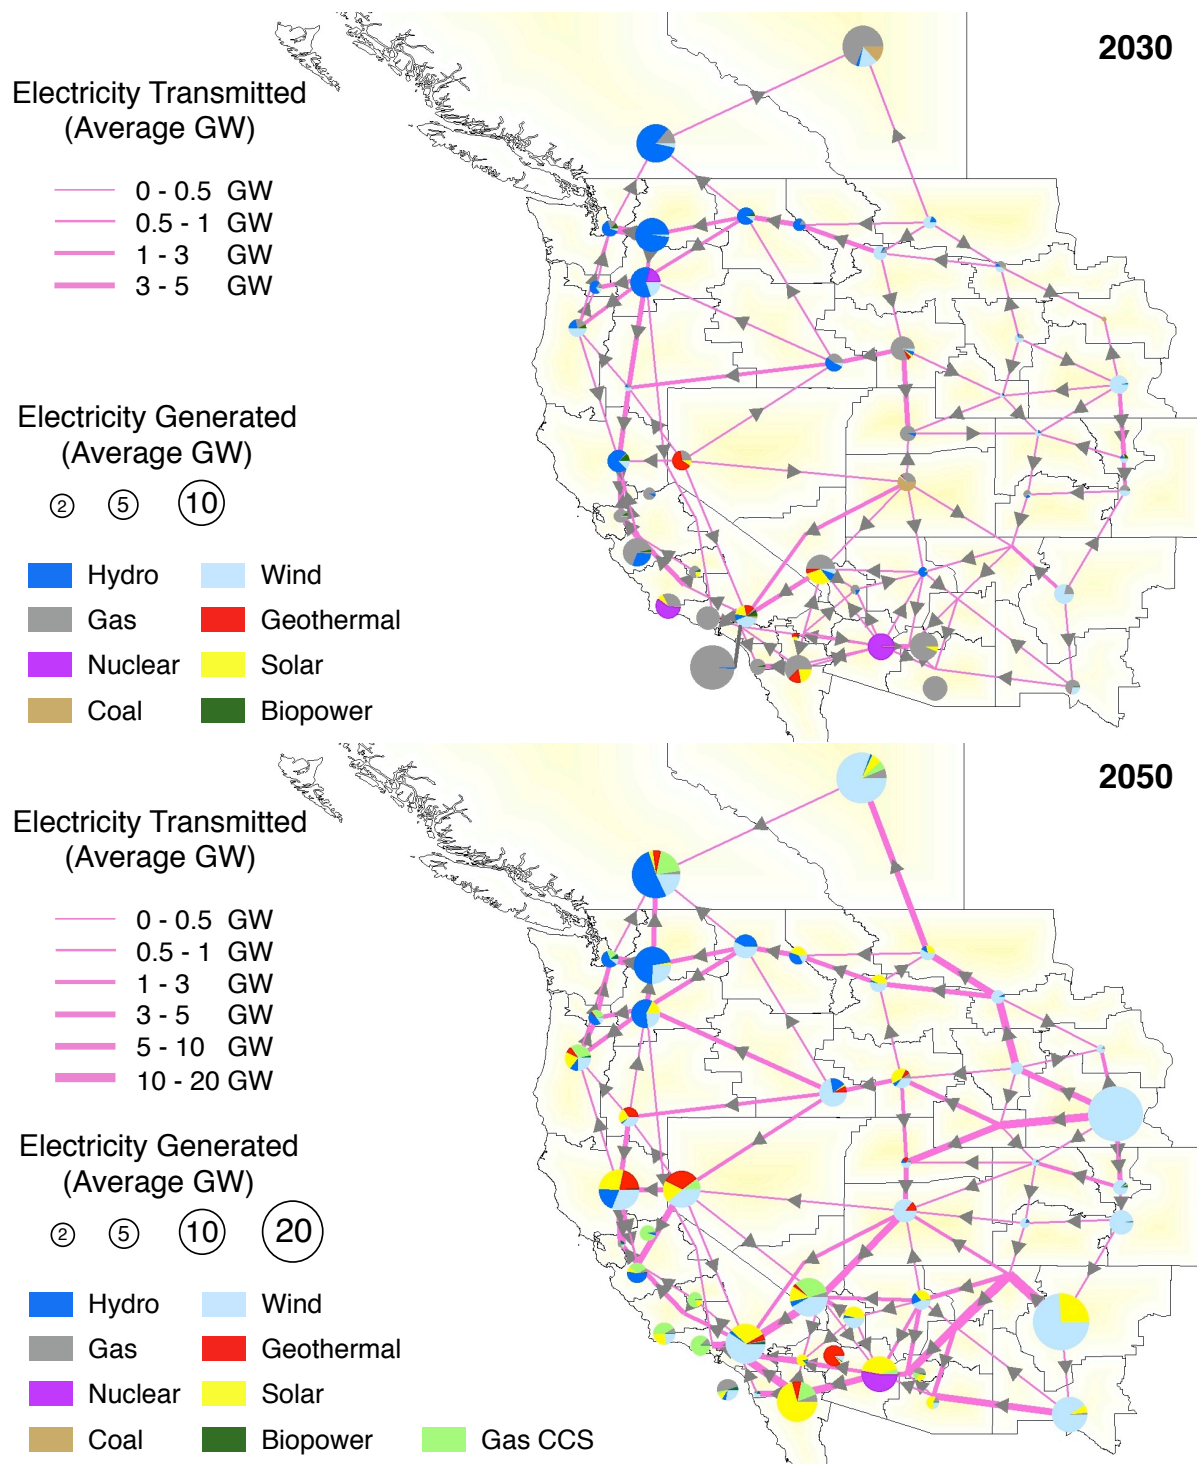 2030
Electricity Transmitted
(Average GW)
0 - 0.5 GW
0.5 - 1 GW
1 - 3 GW
3 - 5 GW
Electricity Generated
(Average GW)
2 5 10
Hydro Wind
Gas Geothermal
Nuclear Solar
Coal Biopower
2050
Electricity Transmitted
(Average GW)
0 - 0.5 GW
0.5 - 1 GW
1 - 3 GW
3 - 5 GW
5 - 10 GW
10 - 20 GW
Electricity Generated
(Average GW)
2 5 10 20
Hydro Wind
Gas Geothermal
Nuclear Solar
Coal Biopower Gas CCS